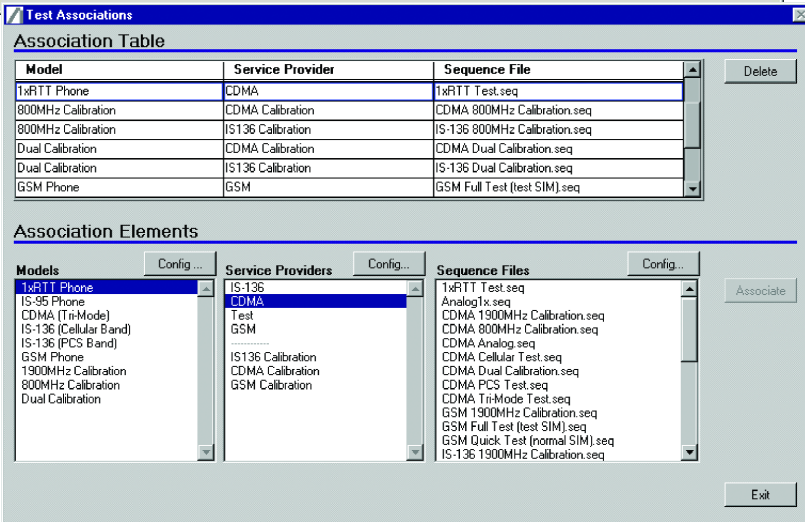 Test Associations
Association Table
Model Service Provider Sequence File
Delete
1xRTT Phone CDMA 1xRTT Test.seq
800MHz Calibration CDMA Calibration CDMA 800MHz Calibration.seq
800MHz Calibration IS136 Calibration IS-136 800MHz Calibration.seq
Dual Calibration CDMA Calibration CDMA Dual Calibration.seq
Dual Calibration IS136 Calibration IS-136 Dual Calibration.seq
GSM Phone GSM GSM Full Test (test SIM).seq
Association Elements
Models Config ...
1xRTT Phone
IS-95 Phone
CDMA (Tri-Mode)
IS-136 (Cellular Band)
IS-136 (PCS Band)
GSM Phone
1900MHz Calibration
800MHz Calibration
Dual Calibration
Service Providers Config...
IS-136
CDMA
Test
GSM
------------
IS136 Calibration
CDMA Calibration
GSM Calibration
Sequence Files Config...
1xRTT Test.seq
Analog1x.seq
CDMA 1900MHz Calibration.seq
CDMA 800MHz Calibration.seq
CDMA Analog.seq
CDMA Cellular Test.seq
CDMA Dual Calibration.seq
CDMA PCS Test.seq
CDMA Tri-Mode Test.seq
GSM 1900MHz Calibration.seq
GSM Full Test (test SIM).seq
GSM Quick Test (normal SIM).seq
IS-136 1900MHz Calibration.seq
Associate
Exit